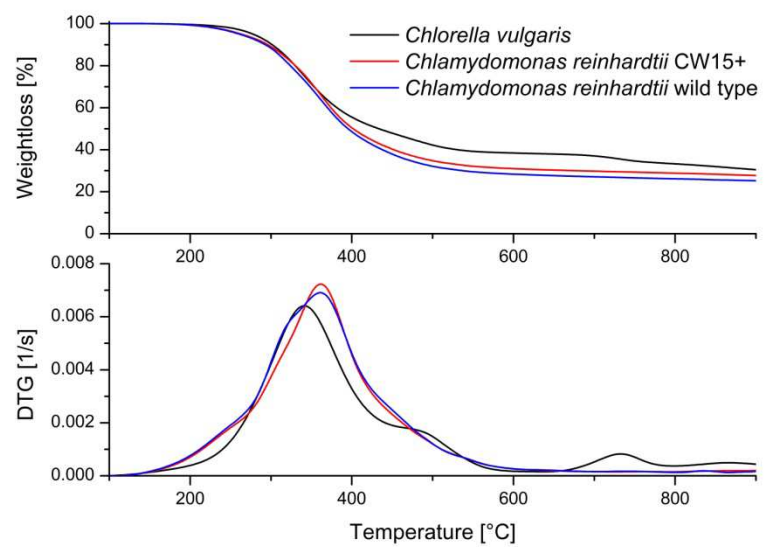 100
80
60
40
20
0
Weightloss [%]
Chlorella vulgaris
Chlamydomonas reinhardtii CW15+
Chlamydomonas reinhardtii wild type
200 400 600 800
0.008
0.006
0.004
0.002
0.000
DTG [1/s]
200 400 600 800
Temperature [°C]